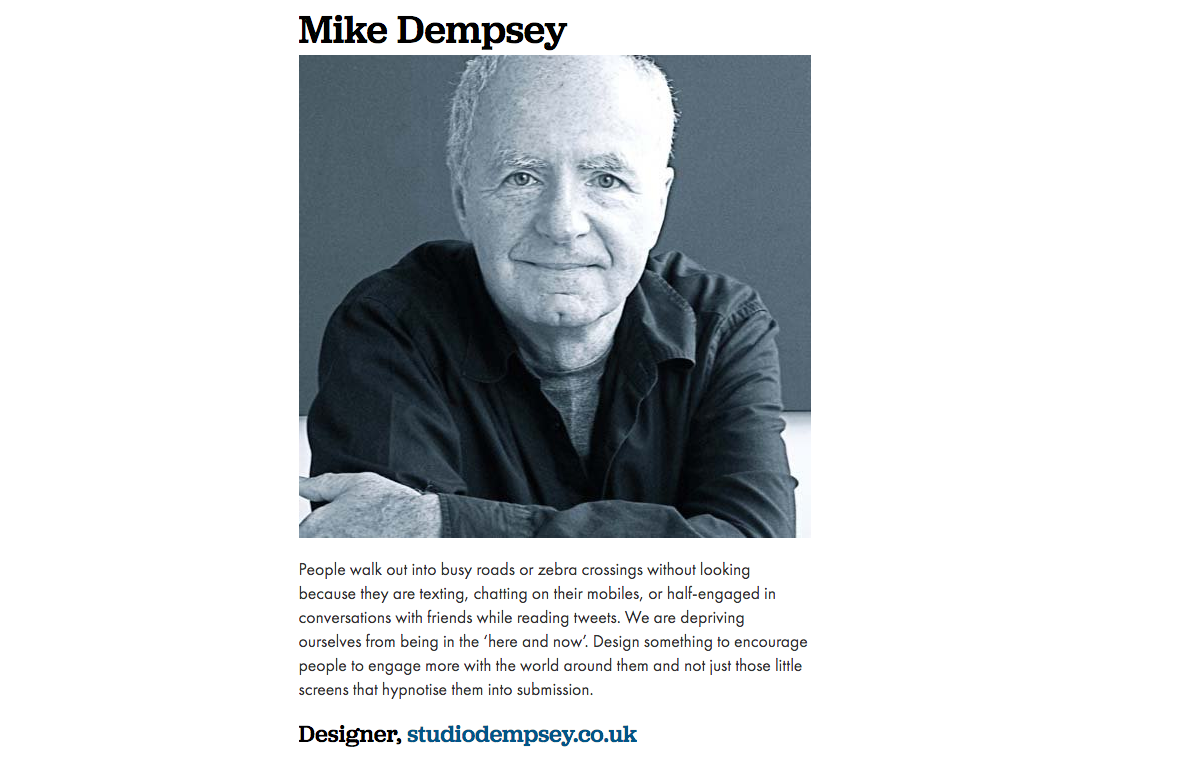 Mike Dempsey
People walk out into busy roads or zebra crossings without looking
because they are texting, chatting on their mobiles, or half-engaged in
conversations with friends while reading tweets. We are depriving
ourselves from being in the ‘here and now’. Design something to encourage
people to engage more with the world around them and not just those little
screens that hypnotise them into submission.
Designer, studiodempsey.co.uk